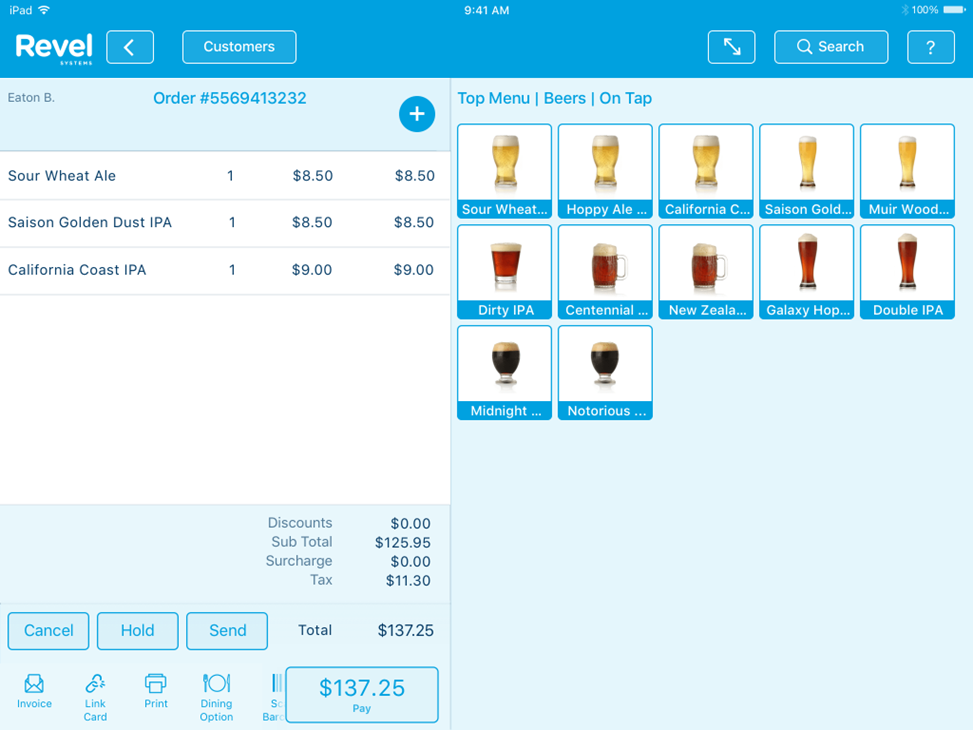 iPad
9:41 AM
100%
Revel
SYSTEMS
Customers
Search
?
Eaton B.
Order #5569413232
+
Sour Wheat Ale 1 $8.50 $8.50
Saison Golden Dust IPA 1 $8.50 $8.50
California Coast IPA 1 $9.00 $9.00
Discounts $0.00
Sub Total $125.95
Surcharge $0.00
Tax $11.30
Cancel
Hold
Send
Total $137.25
Invoice
Link
Card
Print
Dining
Option
$137.25
Pay
Top Menu | Beers | On Tap
Sour Wheat...
Hoppy Ale ...
California C...
Saison Gold...
Muir Wood...
Dirty IPA
Centennial ...
New Zeala...
Galaxy Hop...
Double IPA
Midnight ...
Notorious ...